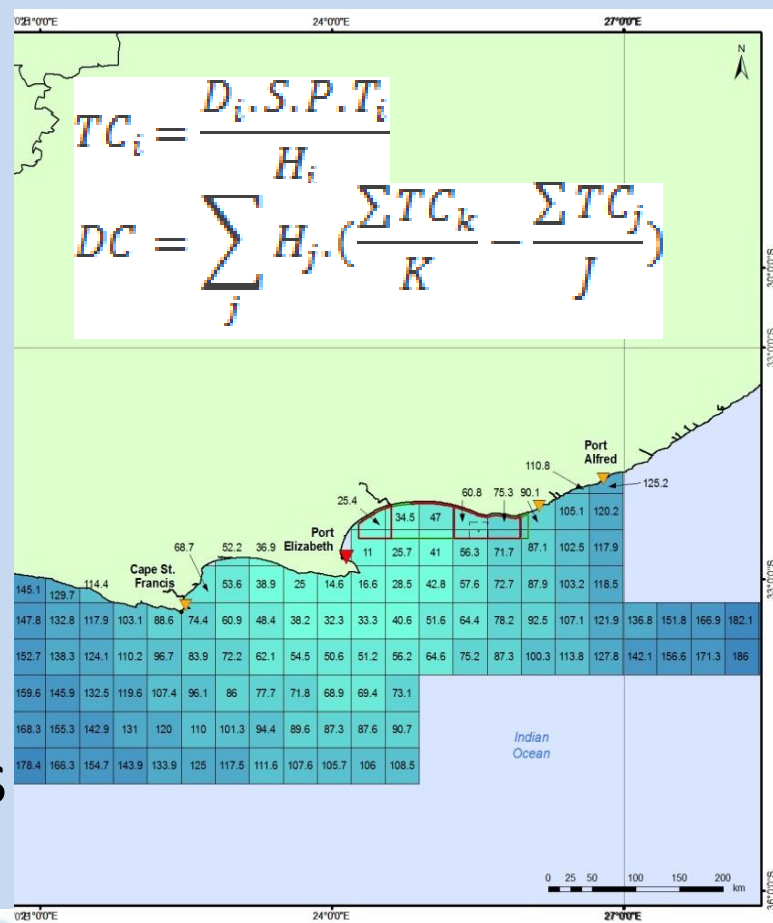 21°0'0"E 24°0'0"E 27°0'0"E
N
TC_i = D_i.S.P.T_i / H_i
DC = ∑_j H_j.(∑TC_k / K − ∑TC_j / J)
33°0'0"S
Port
Alfred
110.8
125.2
25.4 60.8 75.3 90.1
34.5 47 105.1 120.2
Port
Elizabeth
68.7 52.2 36.9
11 25.7 41 56.3 71.7 87.1 102.5 117.9
Cape St.
Francis
145.1 129.7 114.4 53.6 38.9 25 14.6 16.6 28.5 42.8 57.6 72.7 87.9 103.2 118.5
147.8 132.8 117.9 103.1 88.6 74.4 60.9 48.4 38.2 32.3 33.3 40.6 51.6 64.4 78.2 92.5 107.1 121.9 136.8 151.8 166.9 182.1
152.7 138.3 124.1 110.2 96.7 83.9 72.2 62.1 54.5 50.6 51.2 56.2 64.6 75.2 87.3 100.3 113.8 127.8 142.1 156.6 171.3 186
159.6 145.9 132.5 119.6 107.4 96.1 86 77.7 71.8 68.9 69.4 73.1
168.3 155.3 142.9 131 120 110 101.3 94.4 89.6 87.3 87.6 90.7
178.4 166.3 154.7 143.9 133.9 125 117.5 111.6 107.6 105.7 106 108.5
Indian
Ocean
0 25 50 100 150 200
km
21°0'0"E 24°0'0"E 27°0'0"E